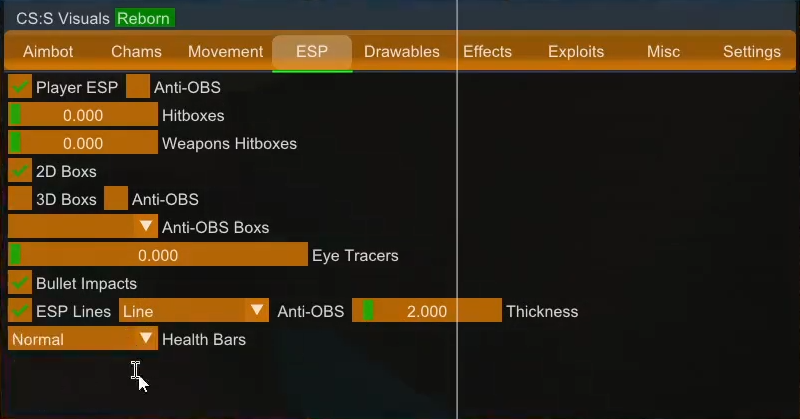 CS:S Visuals Reborn
Aimbot Chams Movement ESP Drawables Effects Exploits Misc Settings
Player ESP Anti-OBS
0.000 Hitboxes
0.000 Weapons Hitboxes
2D Boxs
3D Boxs Anti-OBS
Anti-OBS Boxs
0.000 Eye Tracers
Bullet Impacts
ESP Lines Line Anti-OBS 2.000 Thickness
Normal Health Bars